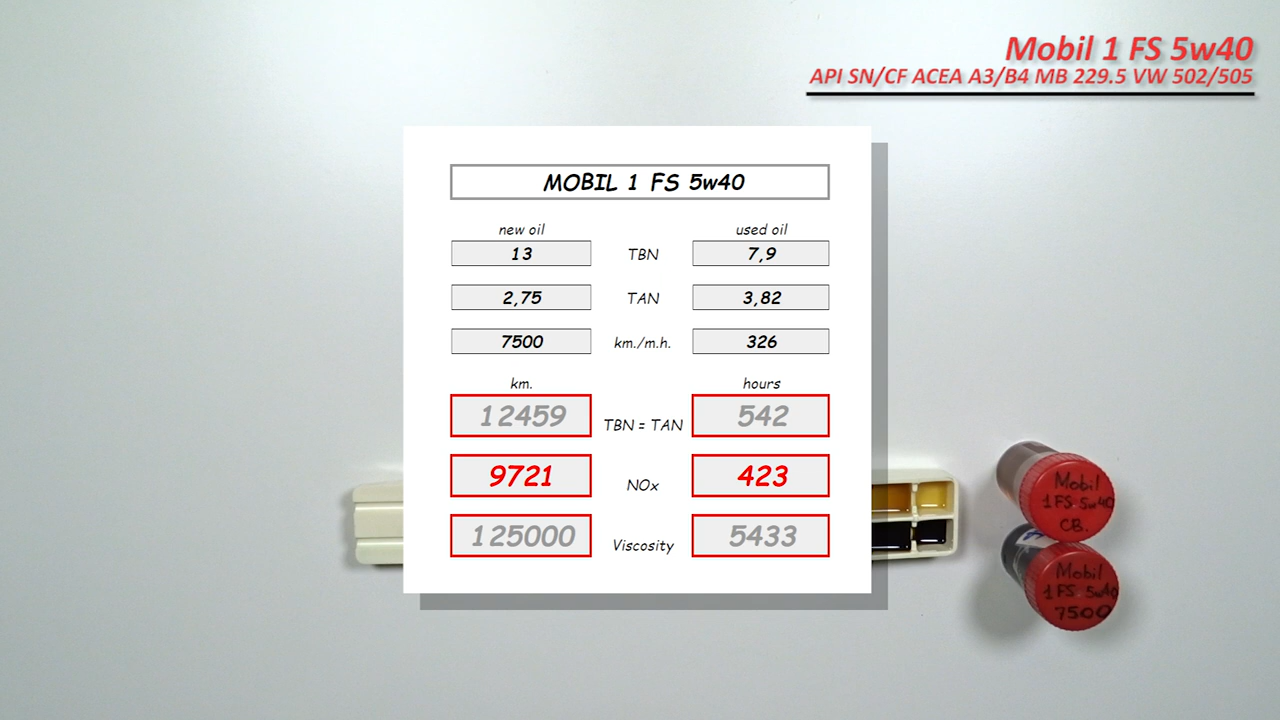 Mobil 1 FS 5w40
API SN/CF ACEA A3/B4 MB 229.5 VW 502/505
MOBIL 1 FS 5w40
new oil used oil
13 TBN 7,9
2,75 TAN 3,82
7500 km./m.h. 326
km. hours
12459 TBN = TAN 542
9721 NOx 423
125000 Viscosity 5433
Mobil
1 FS 5w40
CB.
Mobil
1 FS 5w40
7500